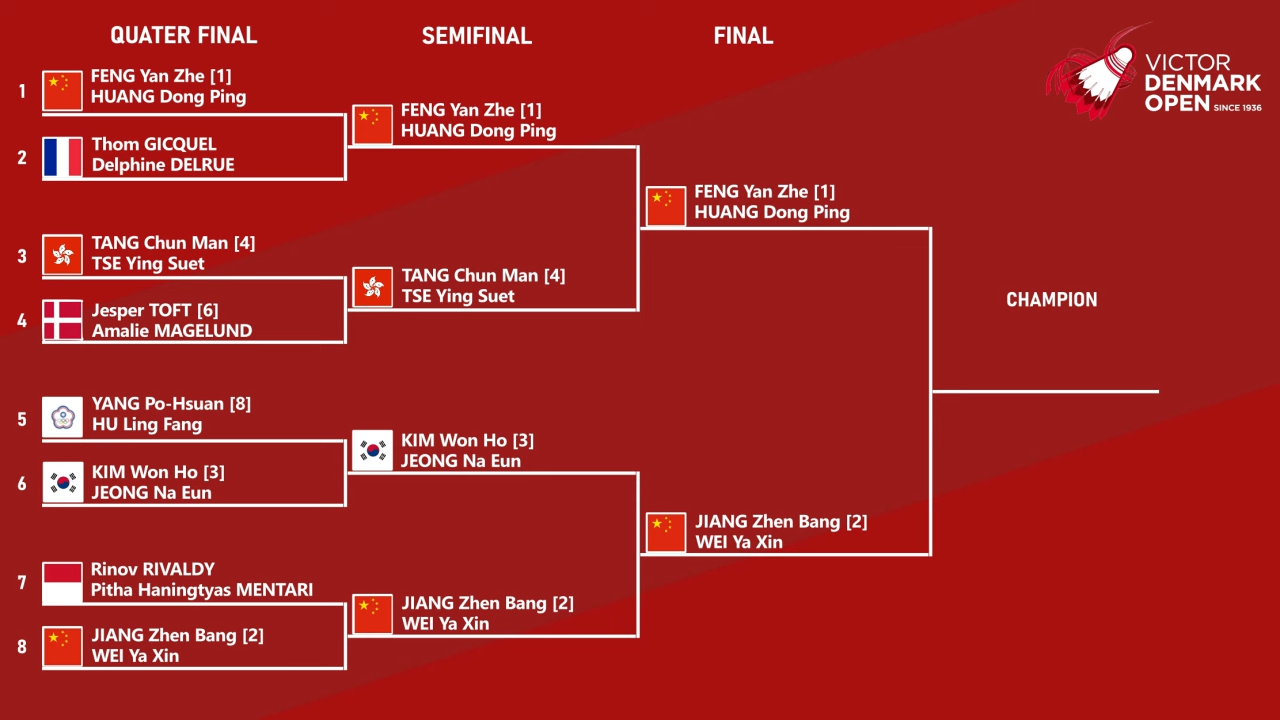 QUATER FINAL
SEMIFINAL
FINAL
VICTOR
DENMARK
OPEN SINCE 1936
1
FENG Yan Zhe [1]
HUANG Dong Ping
2
Thom GICQUEL
Delphine DELRUE
3
TANG Chun Man [4]
TSE Ying Suet
4
Jesper TOFT [6]
Amalie MAGELUND
5
YANG Po-Hsuan [8]
HU Ling Fang
6
KIM Won Ho [3]
JEONG Na Eun
7
Rinov RIVALDY
Pitha Haningtyas MENTARI
8
JIANG Zhen Bang [2]
WEI Ya Xin
FENG Yan Zhe [1]
HUANG Dong Ping
TANG Chun Man [4]
TSE Ying Suet
KIM Won Ho [3]
JEONG Na Eun
JIANG Zhen Bang [2]
WEI Ya Xin
FENG Yan Zhe [1]
HUANG Dong Ping
JIANG Zhen Bang [2]
WEI Ya Xin
CHAMPION